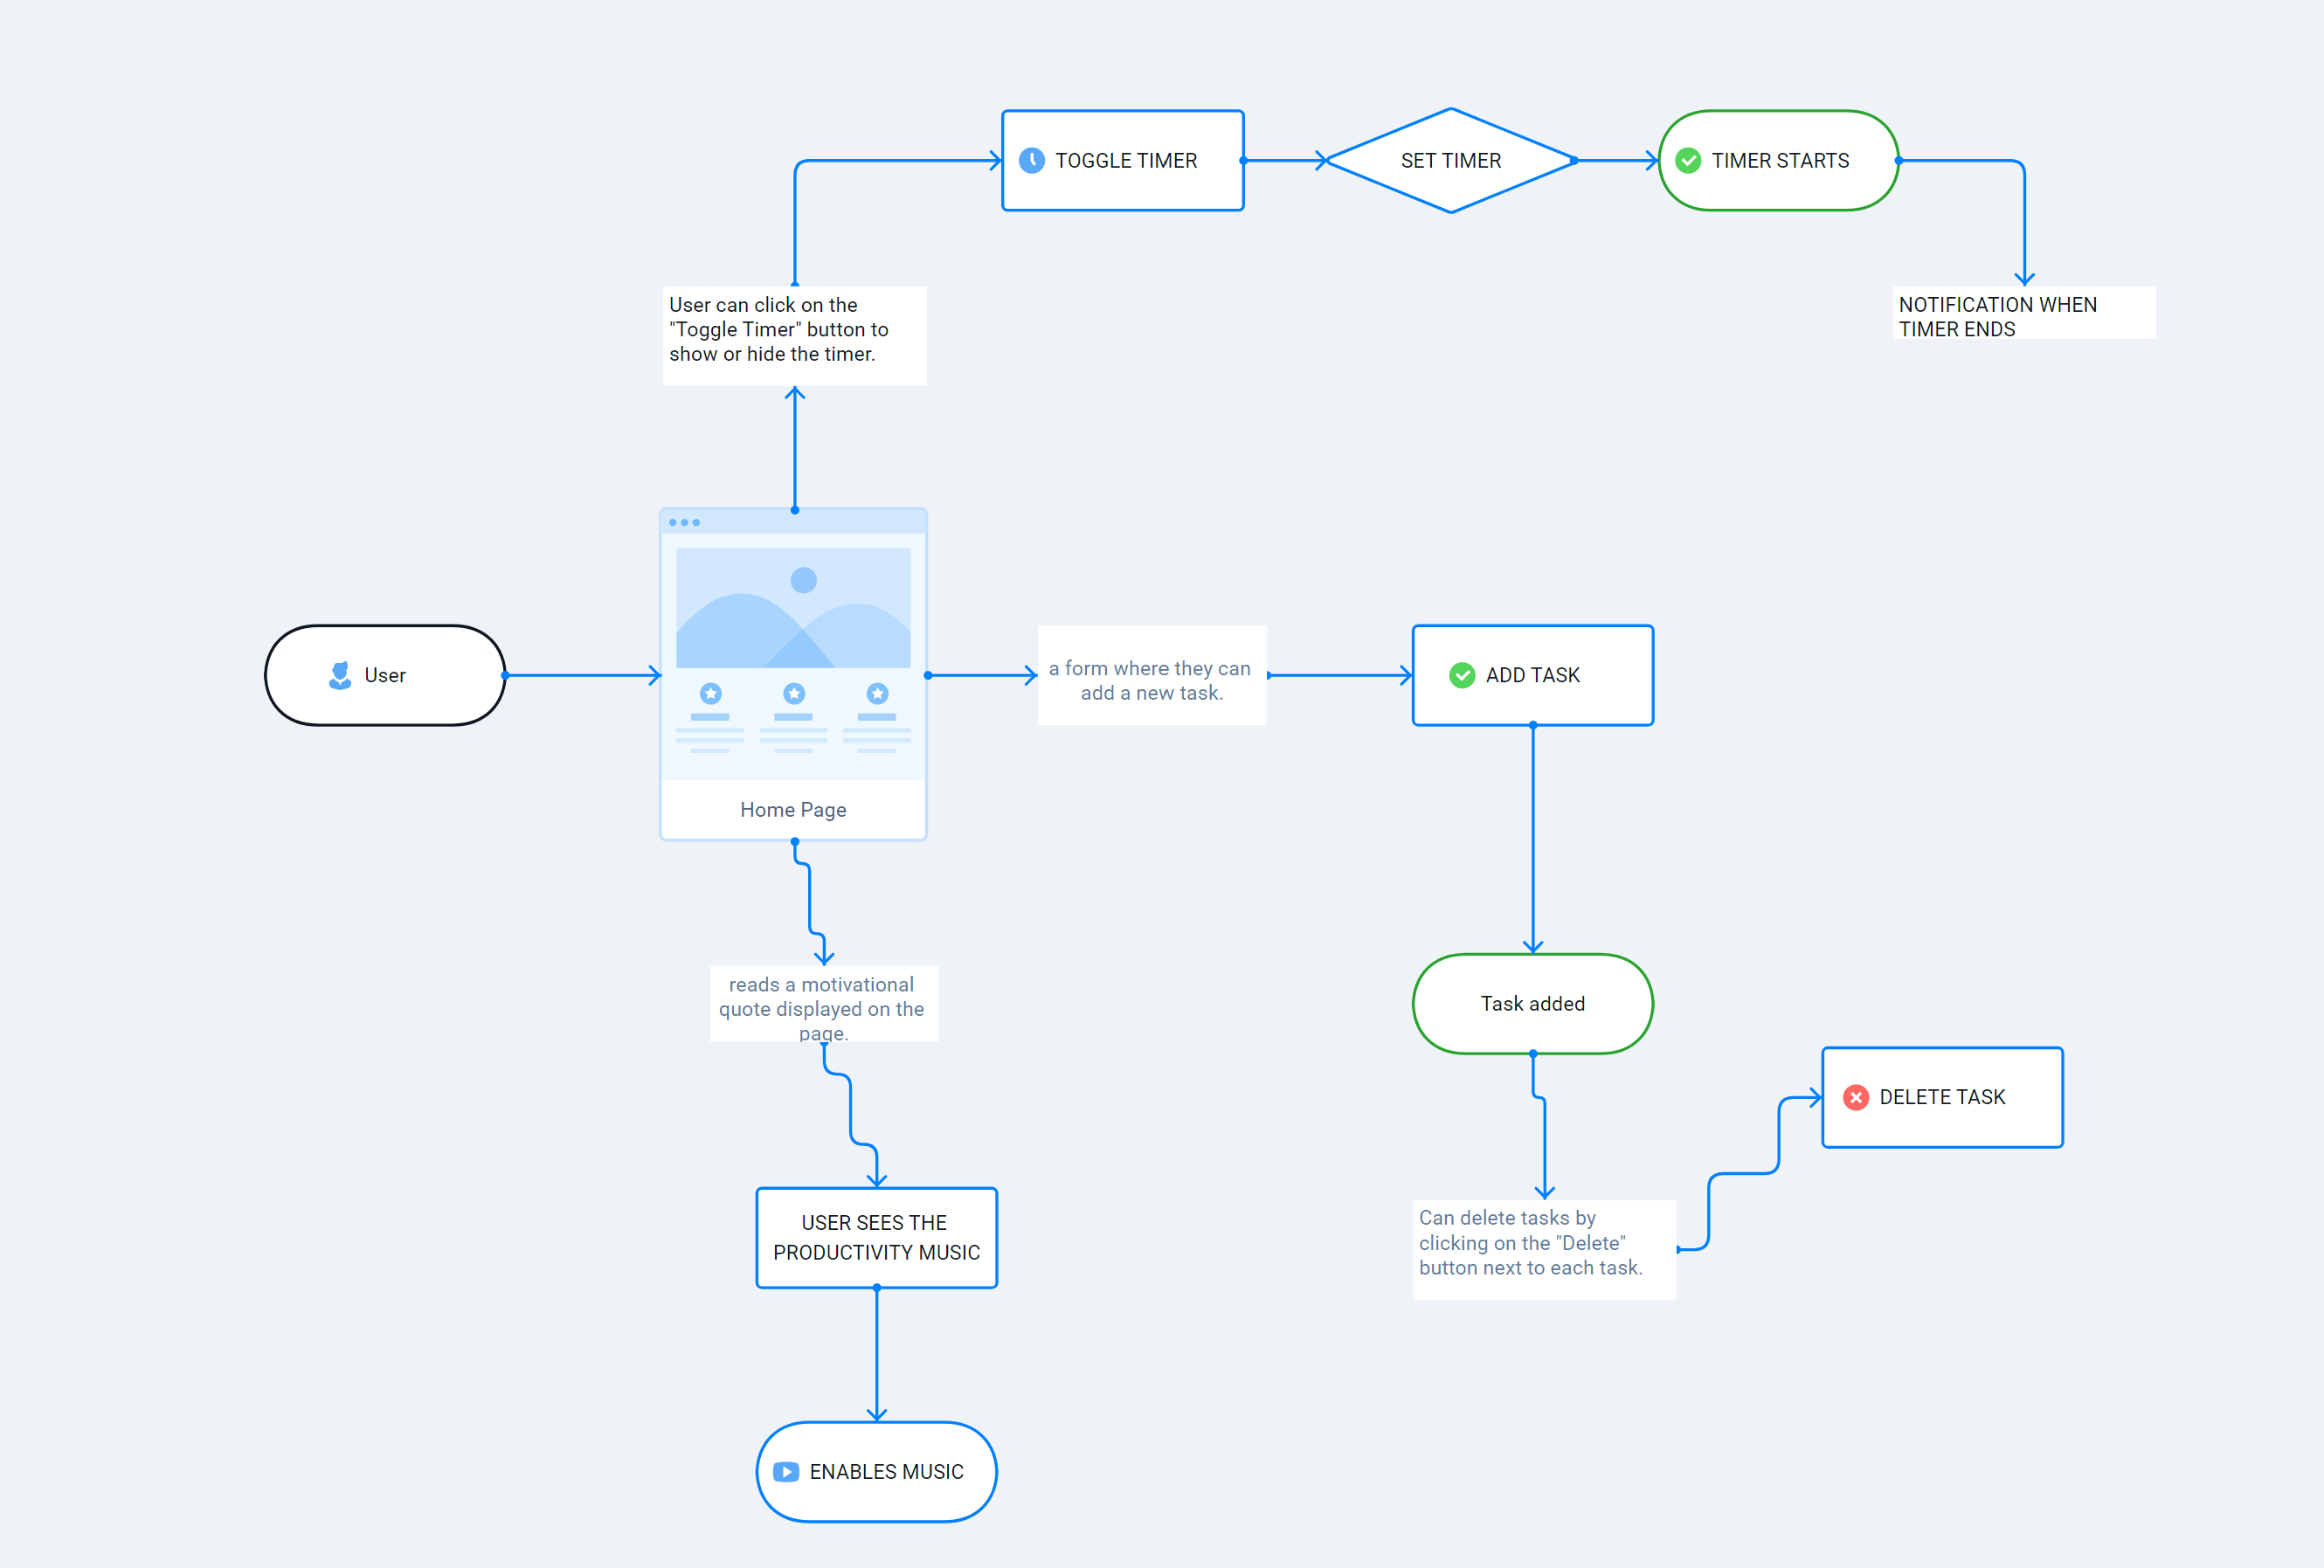 TOGGLE TIMER
SET TIMER
TIMER STARTS
User can click on the
"Toggle Timer" button to
show or hide the timer.
NOTIFICATION WHEN
TIMER ENDS
User
Home Page
a form where they can
add a new task.
ADD TASK
reads a motivational
quote displayed on the
page.
Task added
DELETE TASK
Can delete tasks by
clicking on the "Delete"
button next to each task.
USER SEES THE
PRODUCTIVITY MUSIC
ENABLES MUSIC